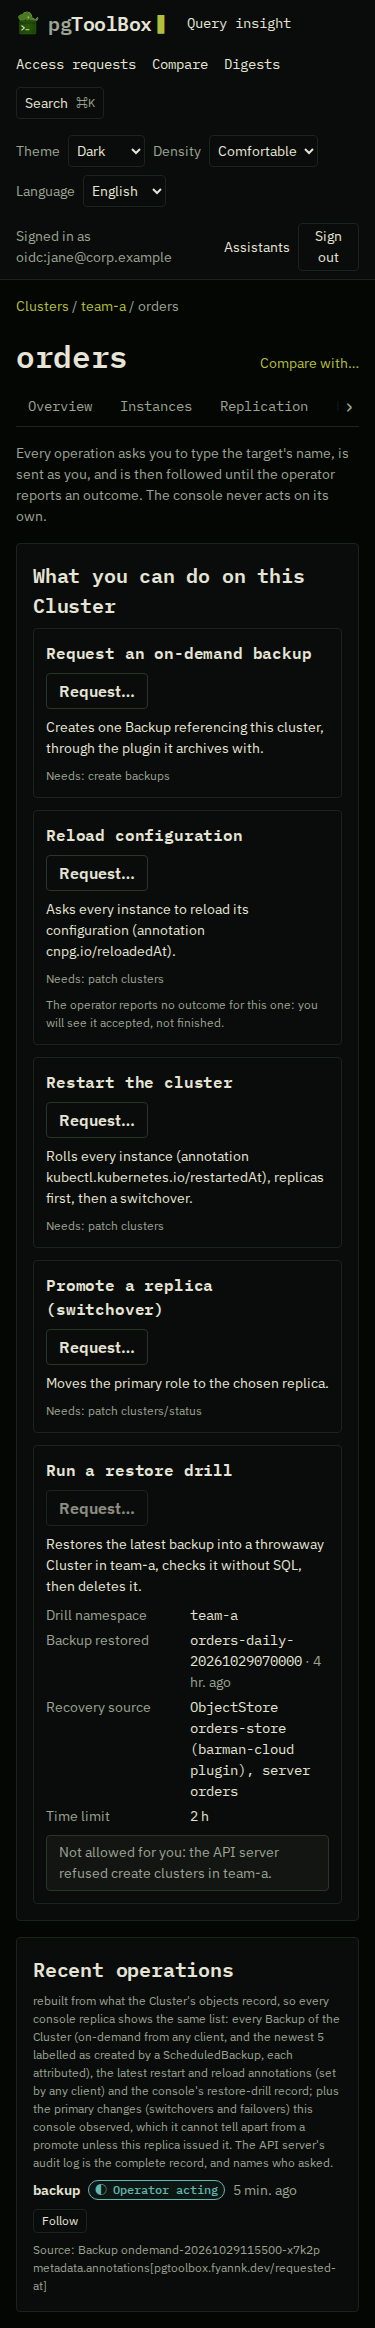 pgToolBox Query insight
Access requests Compare Digests
Search ⌘K
Theme Dark Density Comfortable
Language English
Signed in as
oidc:jane@corp.example
Assistants
Sign
out
Clusters / team-a / orders
orders
Compare with...
Overview Instances Replication
Every operation asks you to type the target's name, is
sent as you, and is then followed until the operator
reports an outcome. The console never acts on its
own.
What you can do on this
Cluster
Request an on-demand backup
Request...
Creates one Backup referencing this cluster,
through the plugin it archives with.
Needs: create backups
Reload configuration
Request...
Asks every instance to reload its
configuration (annotation
cnpg.io/reloadedAt).
Needs: patch clusters
The operator reports no outcome for this one: you
will see it accepted, not finished.
Restart the cluster
Request...
Rolls every instance (annotation
kubectl.kubernetes.io/restartedAt), replicas
first, then a switchover.
Needs: patch clusters
Promote a replica
(switchover)
Request...
Moves the primary role to the chosen replica.
Needs: patch clusters/status
Run a restore drill
Request...
Restores the latest backup into a throwaway
Cluster in team-a, checks it without SQL,
then deletes it.
Drill namespace team-a
Backup restored orders-daily-
20261029070000 · 4
hr. ago
Recovery source ObjectStore
orders-store
(barman-cloud
plugin), server
orders
Time limit 2 h
Not allowed for you: the API server
refused create clusters in team-a.
Recent operations
rebuilt from what the Cluster's objects record, so every
console replica shows the same list: every Backup of the
Cluster (on-demand from any client, and the newest 5
labelled as created by a ScheduledBackup, each
attributed), the latest restart and reload annotations (set
by any client) and the console's restore-drill record; plus
the primary changes (switchovers and failovers) this
console observed, which it cannot tell apart from a
promote unless this replica issued it. The API server's
audit log is the complete record, and names who asked.
backup Operator acting 5 min. ago
Follow
Source: Backup ondemand-20261029115500-x7k2p
metadata.annotations[pgtoolbox.fyannk.dev/requested-
at]